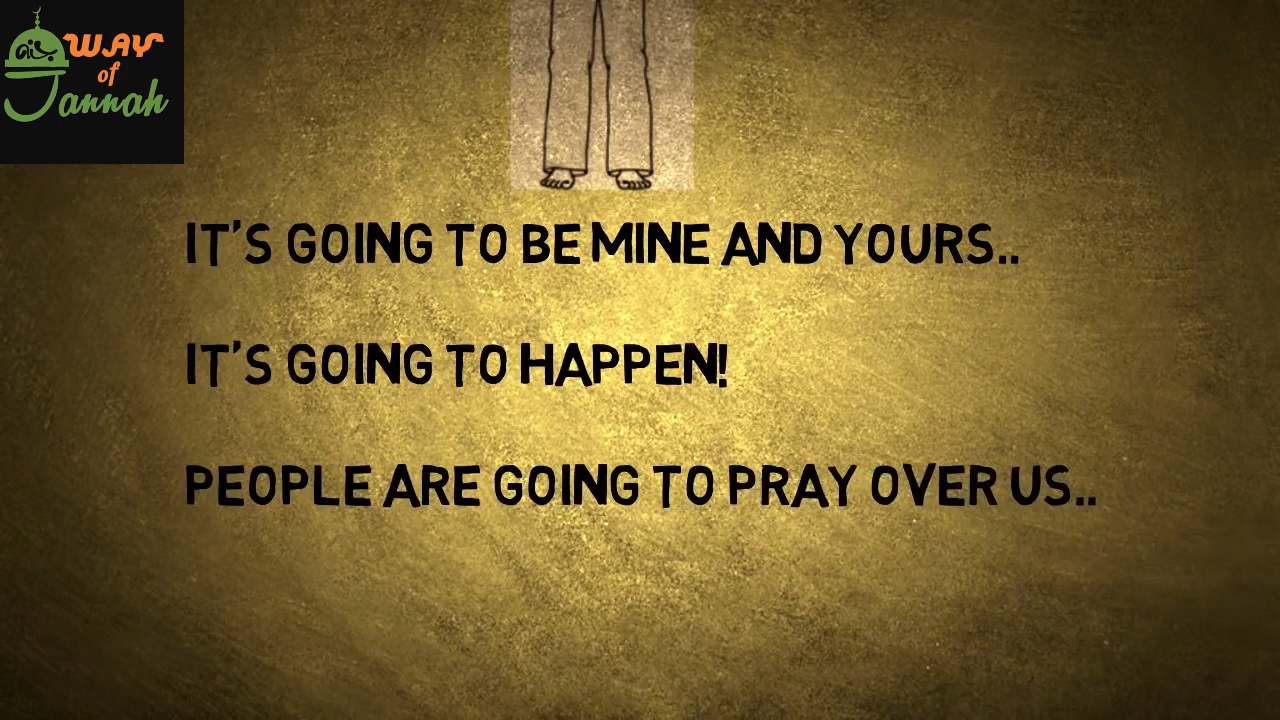 جنة
WAY
of
Jannah
IT'S GOING TO BE MINE AND YOURS..
IT'S GOING TO HAPPEN!
PEOPLE ARE GOING TO PRAY OVER US..